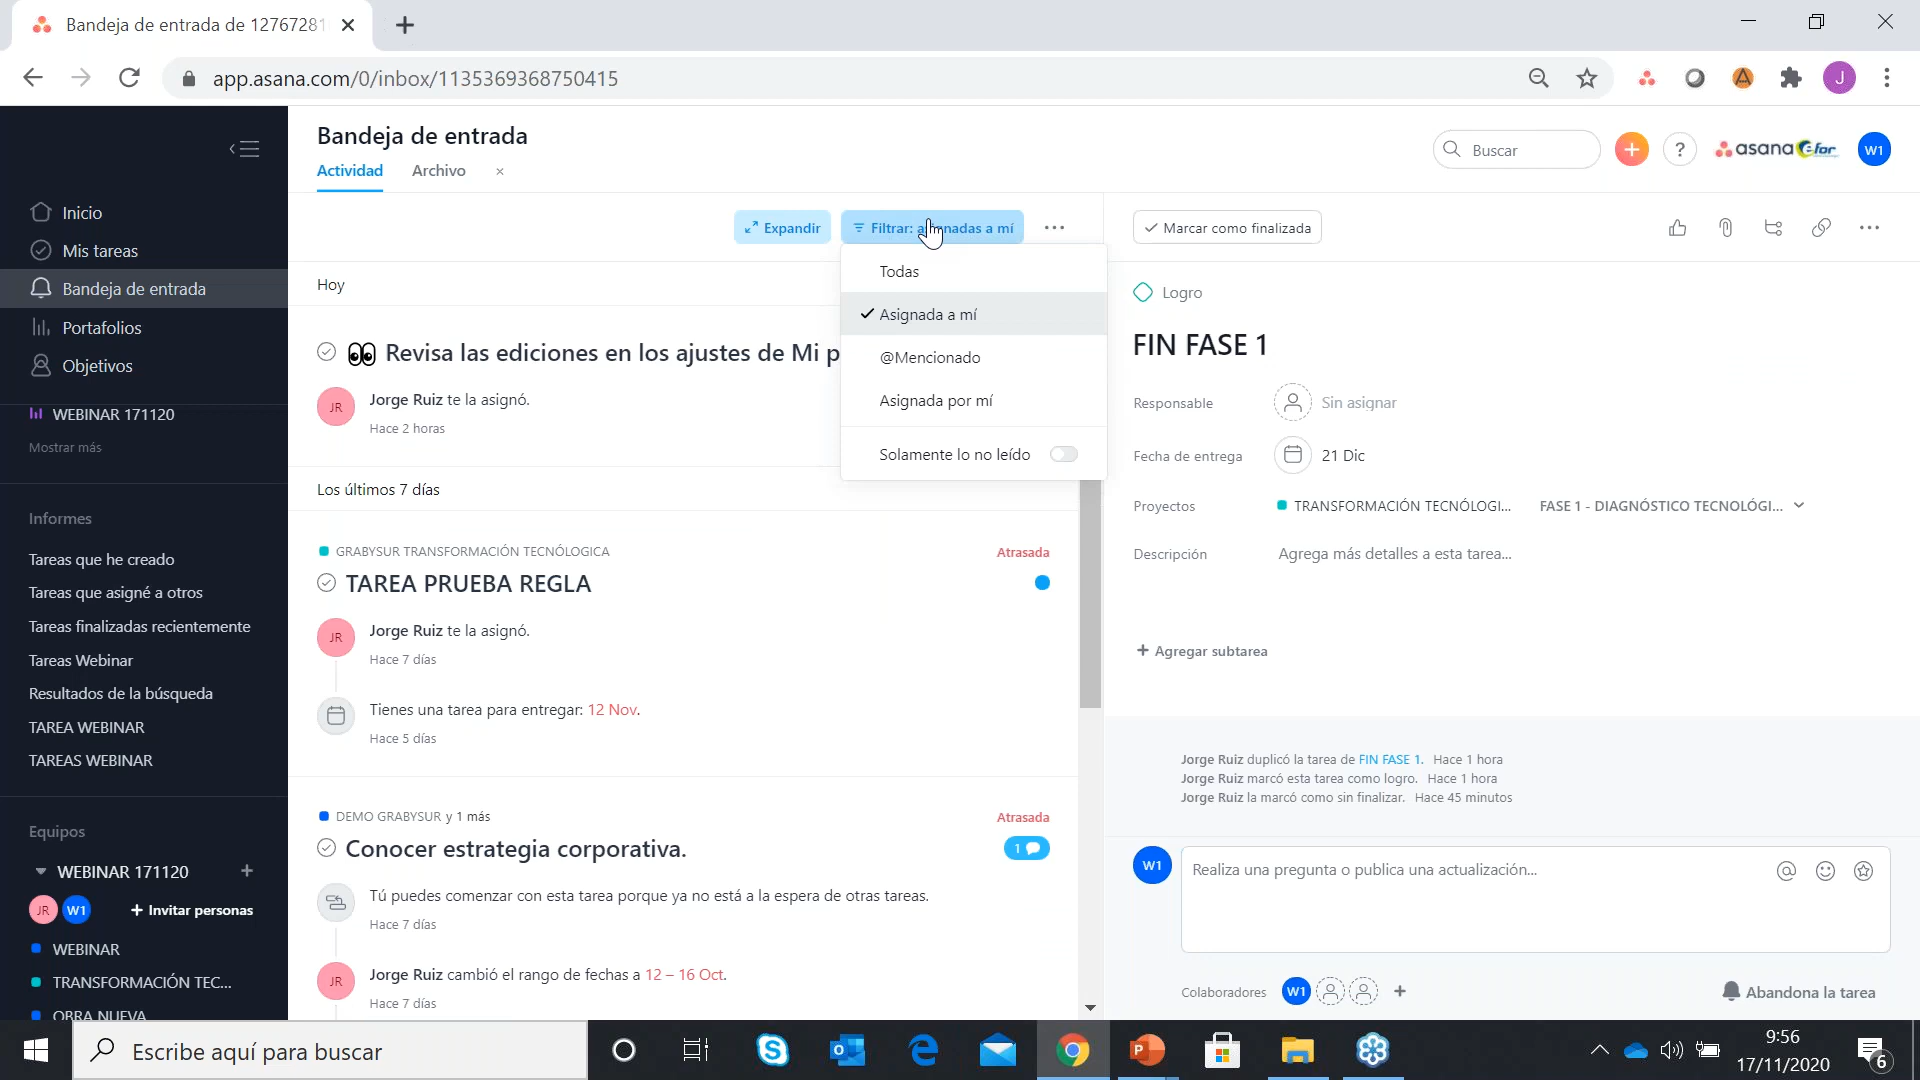 Bandeja de entrada de 12767281
app.asana.com/0/inbox/1135369368750415
J
Inicio
Mis tareas
Bandeja de entrada
Portafolios
Objetivos
WEBINAR 171120
Mostrar más
Informes
Tareas que he creado
Tareas que asigné a otros
Tareas finalizadas recientemente
Tareas Webinar
Resultados de la búsqueda
TAREA WEBINAR
TAREAS WEBINAR
Equipos
WEBINAR 171120
JR W1 + Invitar personas
WEBINAR
TRANSFORMACIÓN TEC...
OBRA NUEVA
Bandeja de entrada
Actividad Archivo
Buscar
?
asana efor
W1
Expandir
Filtrar: asignadas a mí
Todas
Asignada a mí
@Mencionado
Asignada por mí
Solamente lo no leído
Hoy
Revisa las ediciones en los ajustes de Mi p
JR
Jorge Ruiz te la asignó.
Hace 2 horas
Los últimos 7 días
GRABYSUR TRANSFORMACIÓN TECNÓLOGICA
Atrasada
TAREA PRUEBA REGLA
JR
Jorge Ruiz te la asignó.
Hace 7 días
Tienes una tarea para entregar: 12 Nov.
Hace 5 días
DEMO GRABYSUR y 1 más
Atrasada
Conocer estrategia corporativa.
1
Tú puedes comenzar con esta tarea porque ya no está a la espera de otras tareas.
Hace 7 días
JR
Jorge Ruiz cambió el rango de fechas a 12 – 16 Oct.
Hace 7 días
Marcar como finalizada
Logro
FIN FASE 1
Responsable Sin asignar
Fecha de entrega 21 Dic
Proyectos TRANSFORMACIÓN TECNÓLOGI... FASE 1 - DIAGNÓSTICO TECNOLÓGI...
Descripción Agrega más detalles a esta tarea...
+ Agregar subtarea
Jorge Ruiz duplicó la tarea de FIN FASE 1. Hace 1 hora
Jorge Ruiz marcó esta tarea como logro. Hace 1 hora
Jorge Ruiz la marcó como sin finalizar. Hace 45 minutos
W1
Realiza una pregunta o publica una actualización...
Colaboradores W1 +
Abandona la tarea
Escribe aquí para buscar
9:56
17/11/2020
6